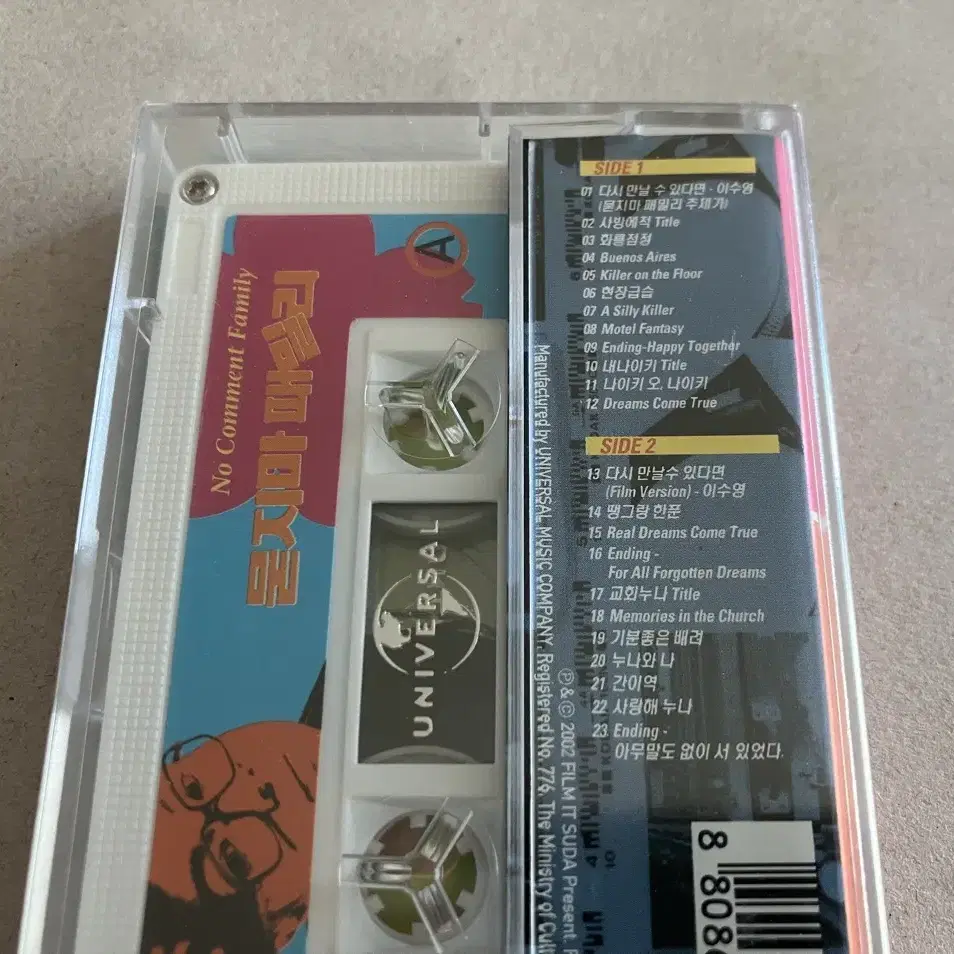 A
No Comment Family
묻지마 패밀리
UNIVERSAL
Manufactured by UNIVERSAL MUSIC COMPANY. Registered No. 776, The Ministry of Cult
℗ & © 2002 FILM IT SUDA Present.
SIDE 1
01 다시 만날 수 있다면 - 이수영
(묻지마 패밀리 주제가)
02 사방에적 Title
03 화룡점정
04 Buenos Aires
05 Killer on the Floor
06 현장급습
07 A Silly Killer
08 Motel Fantasy
09 Ending-Happy Together
10 내나이키 Title
11 나이키 오, 나이키
12 Dreams Come True
SIDE 2
13 다시 만날수 있다면
(Film Version) - 이수영
14 땡그랑 한푼
15 Real Dreams Come True
16 Ending -
For All Forgotten Dreams
17 교회누나 Title
18 Memories in the Church
19 기분좋은 배려
20 누나와 나
21 간이역
22 사랑해 누나
23 Ending -
아무말도 없이 서 있었다.
8 808